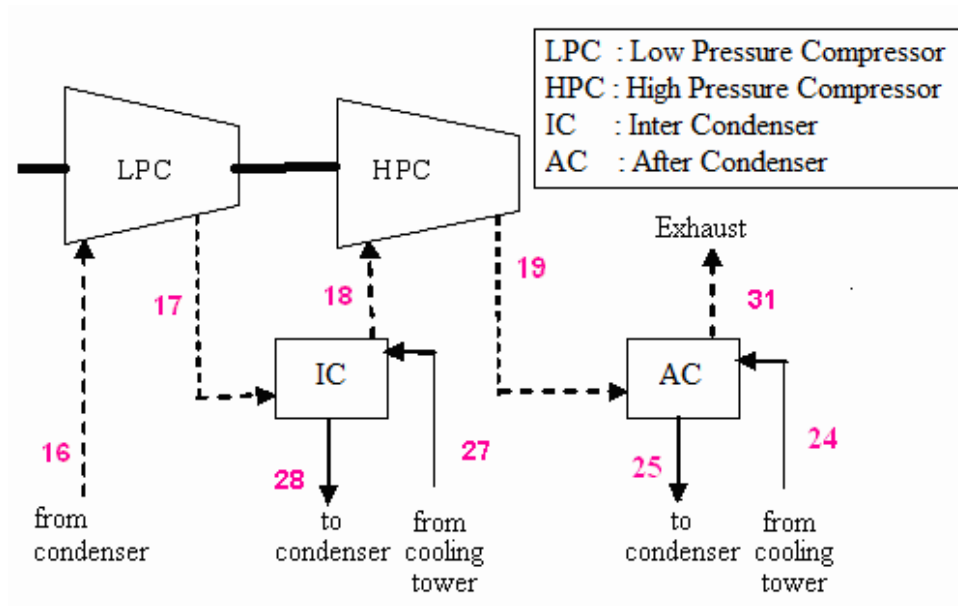 LPC : Low Pressure Compressor
HPC : High Pressure Compressor
IC : Inter Condenser
AC : After Condenser
LPC
HPC
Exhaust
17
18
19
31
IC
AC
16
28
27
25
24
from
condenser
to
condenser
from
cooling
tower
to
condenser
from
cooling
tower